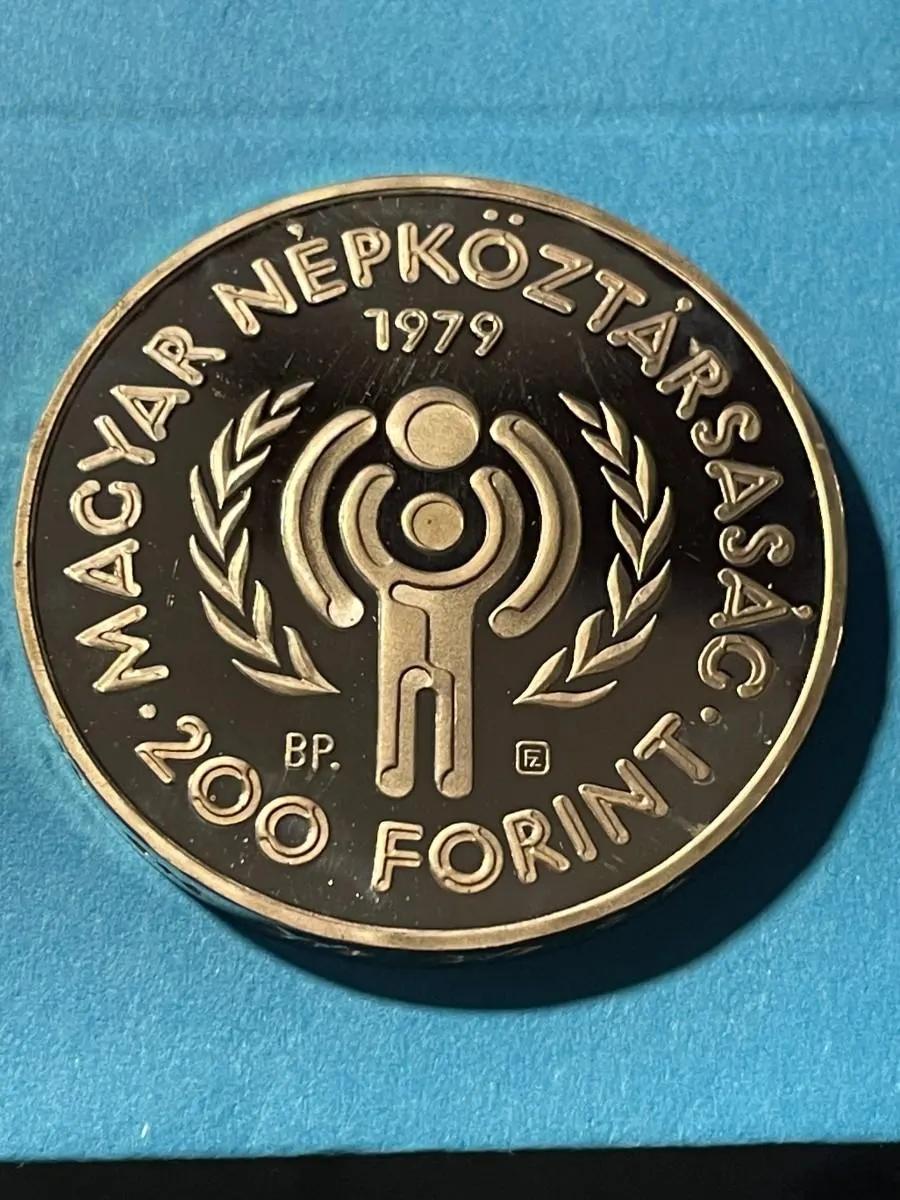 MAGYAR NÉPKÖZTÁRSASÁG
1979
BP.
FZ
· 200 FORINT ·